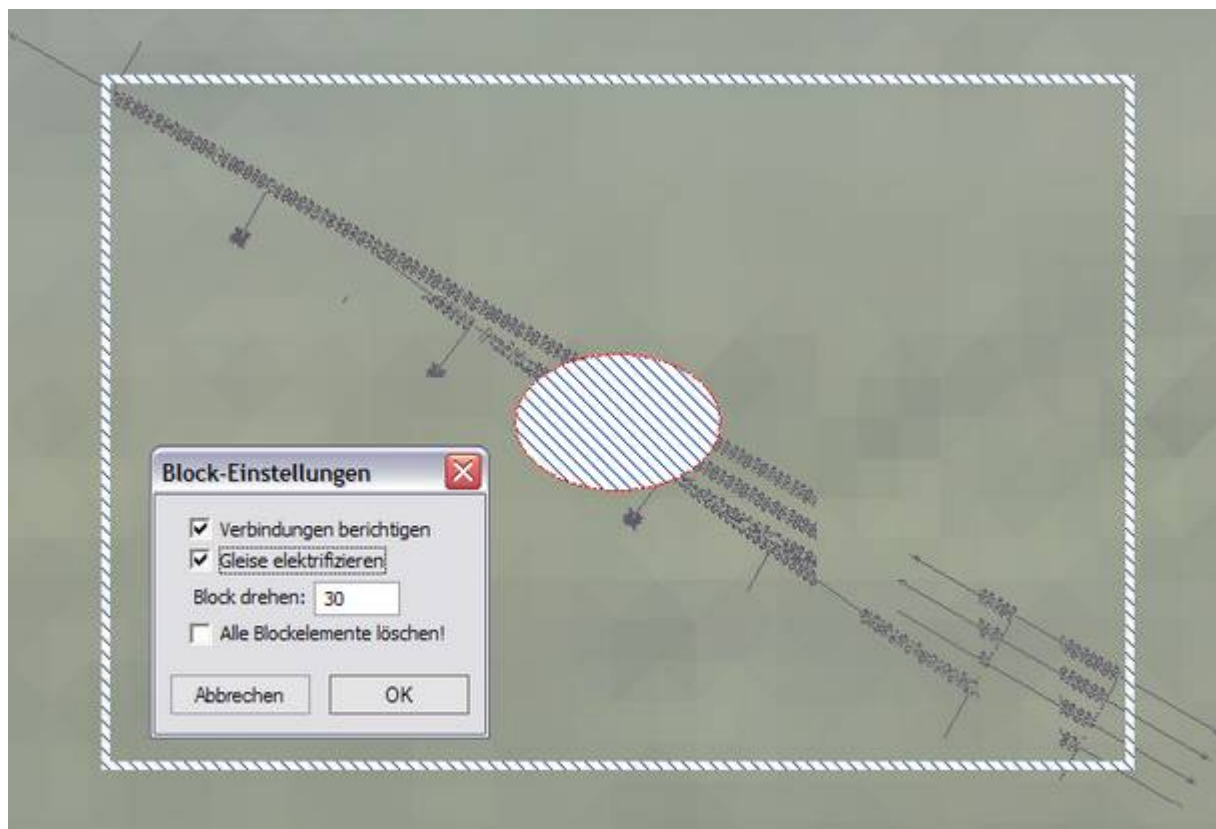 Block-Einstellungen
Verbindungen berichtigen
Gleise elektrifizieren
Block drehen: 30
Alle Blockelemente löschen!
Abbrechen OK